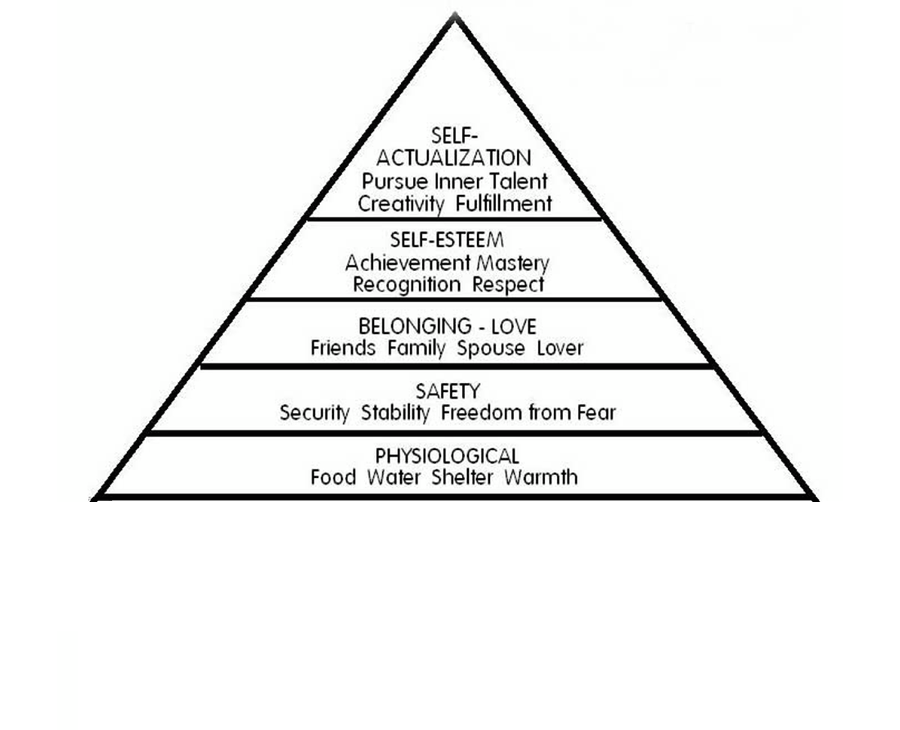 SELF-
ACTUALIZATION
Pursue Inner Talent
Creativity Fulfillment
SELF-ESTEEM
Achievement Mastery
Recognition Respect
BELONGING - LOVE
Friends Family Spouse Lover
SAFETY
Security Stability Freedom from Fear
PHYSIOLOGICAL
Food Water Shelter Warmth